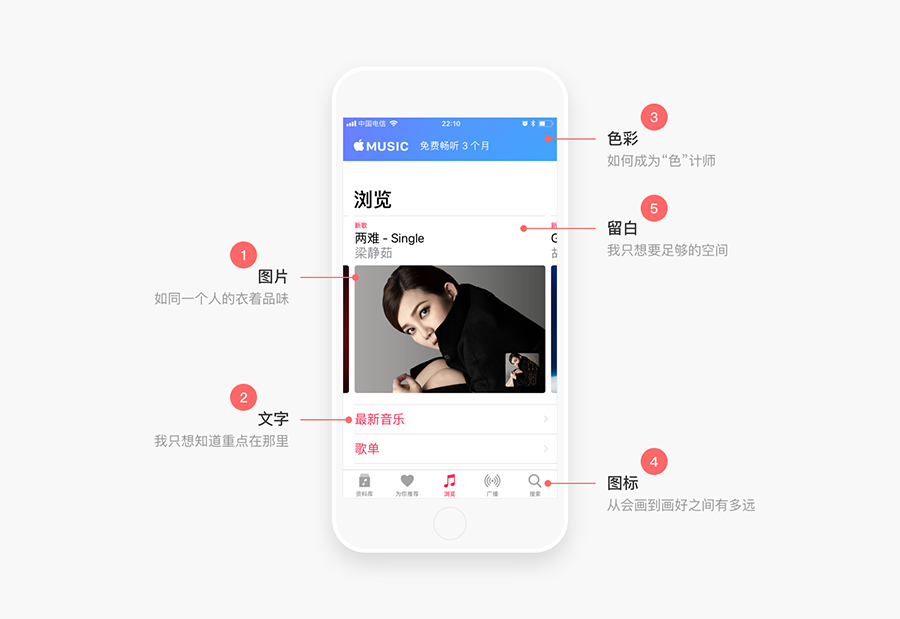 3
色彩
如何成为“色”计师
中国电信
22:10
MUSIC 免费畅听 3 个月
浏览
5
留白
我只想要足够的空间
新歌
两难 - Single
梁静茹
1
图片
如同一个人的衣着品味
2
文字
我只想知道重点在那里
最新音乐
歌单
4
图标
从会画到画好之间有多远
资料库
为你推荐
浏览
广播
搜索